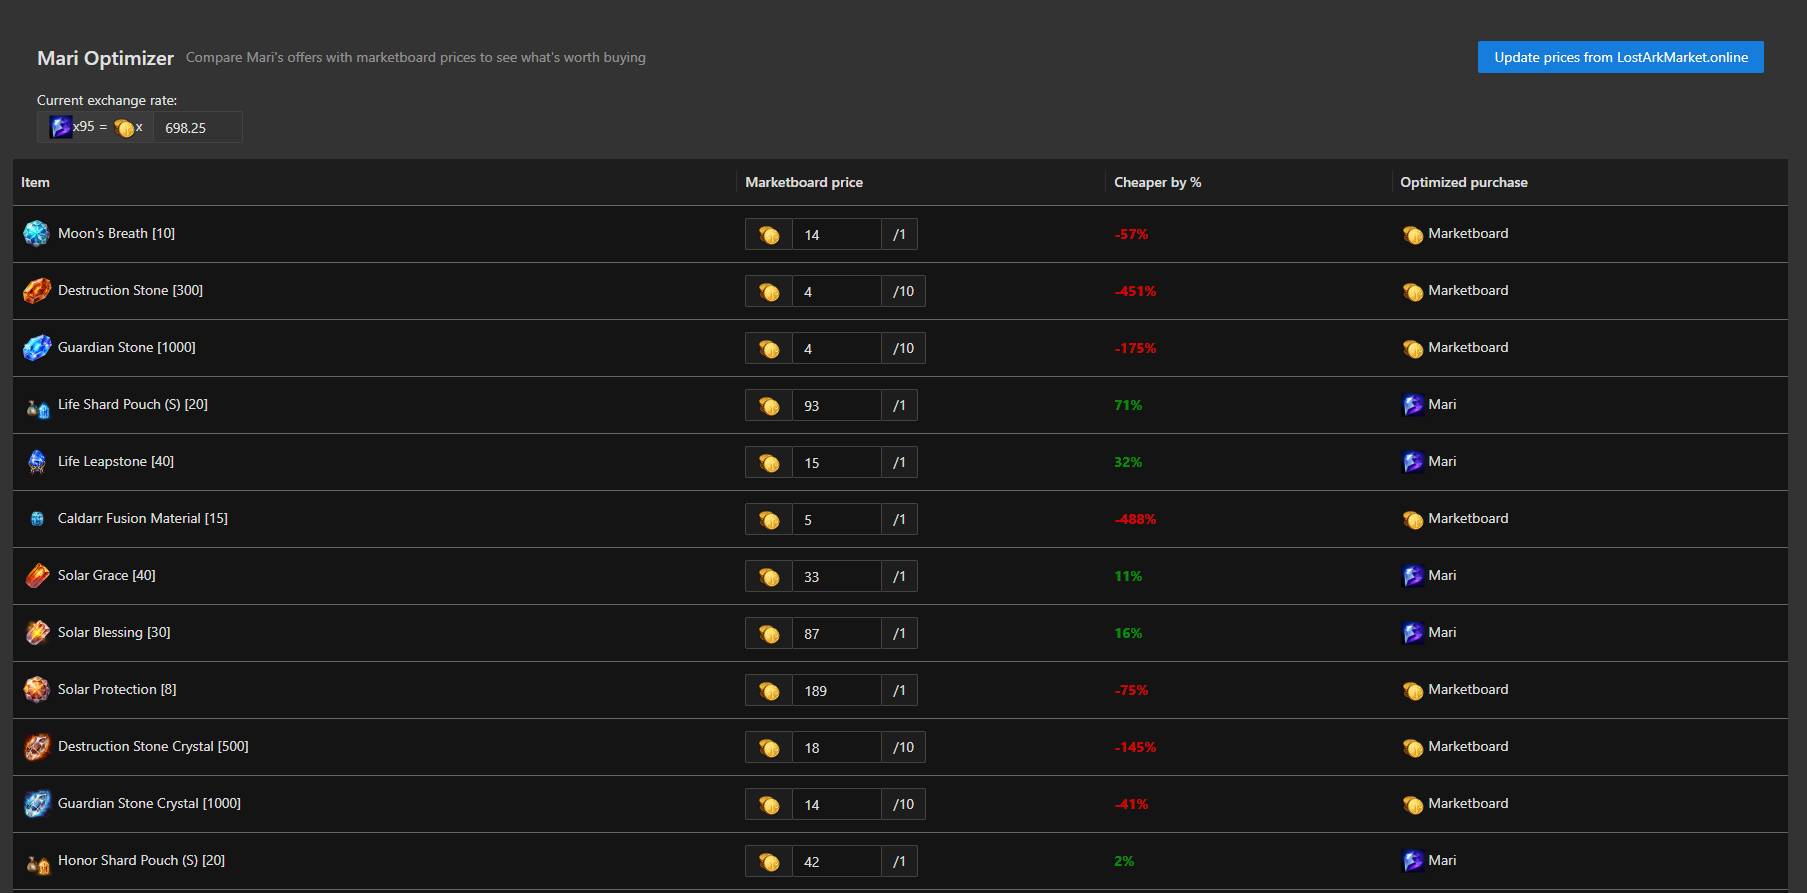 Mari Optimizer Compare Mari's offers with marketboard prices to see what's worth buying
Update prices from LostArkMarket.online
Current exchange rate:
x95 = x 698.25
Item Marketboard price Cheaper by % Optimized purchase
Moon's Breath [10] 14 /1 -57% Marketboard
Destruction Stone [300] 4 /10 -451% Marketboard
Guardian Stone [1000] 4 /10 -175% Marketboard
Life Shard Pouch (S) [20] 93 /1 71% Mari
Life Leapstone [40] 15 /1 32% Mari
Caldarr Fusion Material [15] 5 /1 -488% Marketboard
Solar Grace [40] 33 /1 11% Mari
Solar Blessing [30] 87 /1 16% Mari
Solar Protection [8] 189 /1 -75% Marketboard
Destruction Stone Crystal [500] 18 /10 -145% Marketboard
Guardian Stone Crystal [1000] 14 /10 -41% Marketboard
Honor Shard Pouch (S) [20] 42 /1 2% Mari